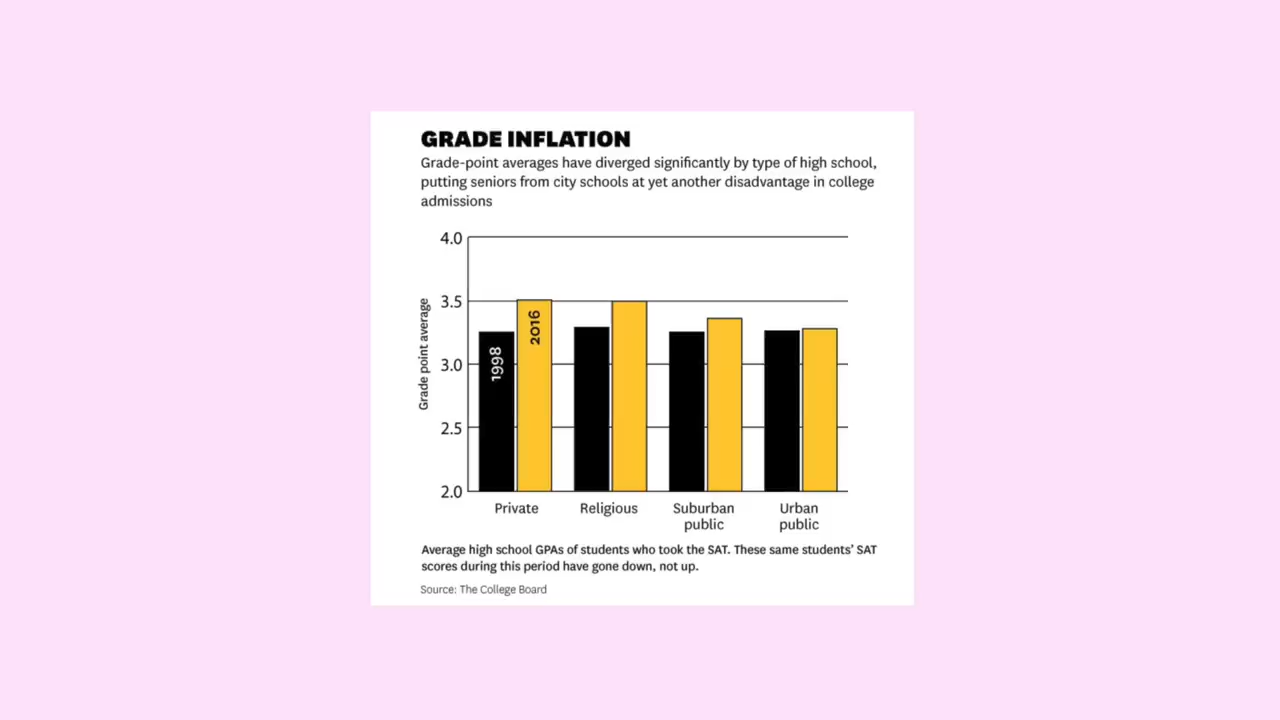 GRADE INFLATION
Grade-point averages have diverged significantly by type of high school,
putting seniors from city schools at yet another disadvantage in college
admissions
4.0
3.5
3.0
2.5
2.0
Grade point average
1998
2016
Private
Religious
Suburban
public
Urban
public
Average high school GPAs of students who took the SAT. These same students’ SAT
scores during this period have gone down, not up.
Source: The College Board